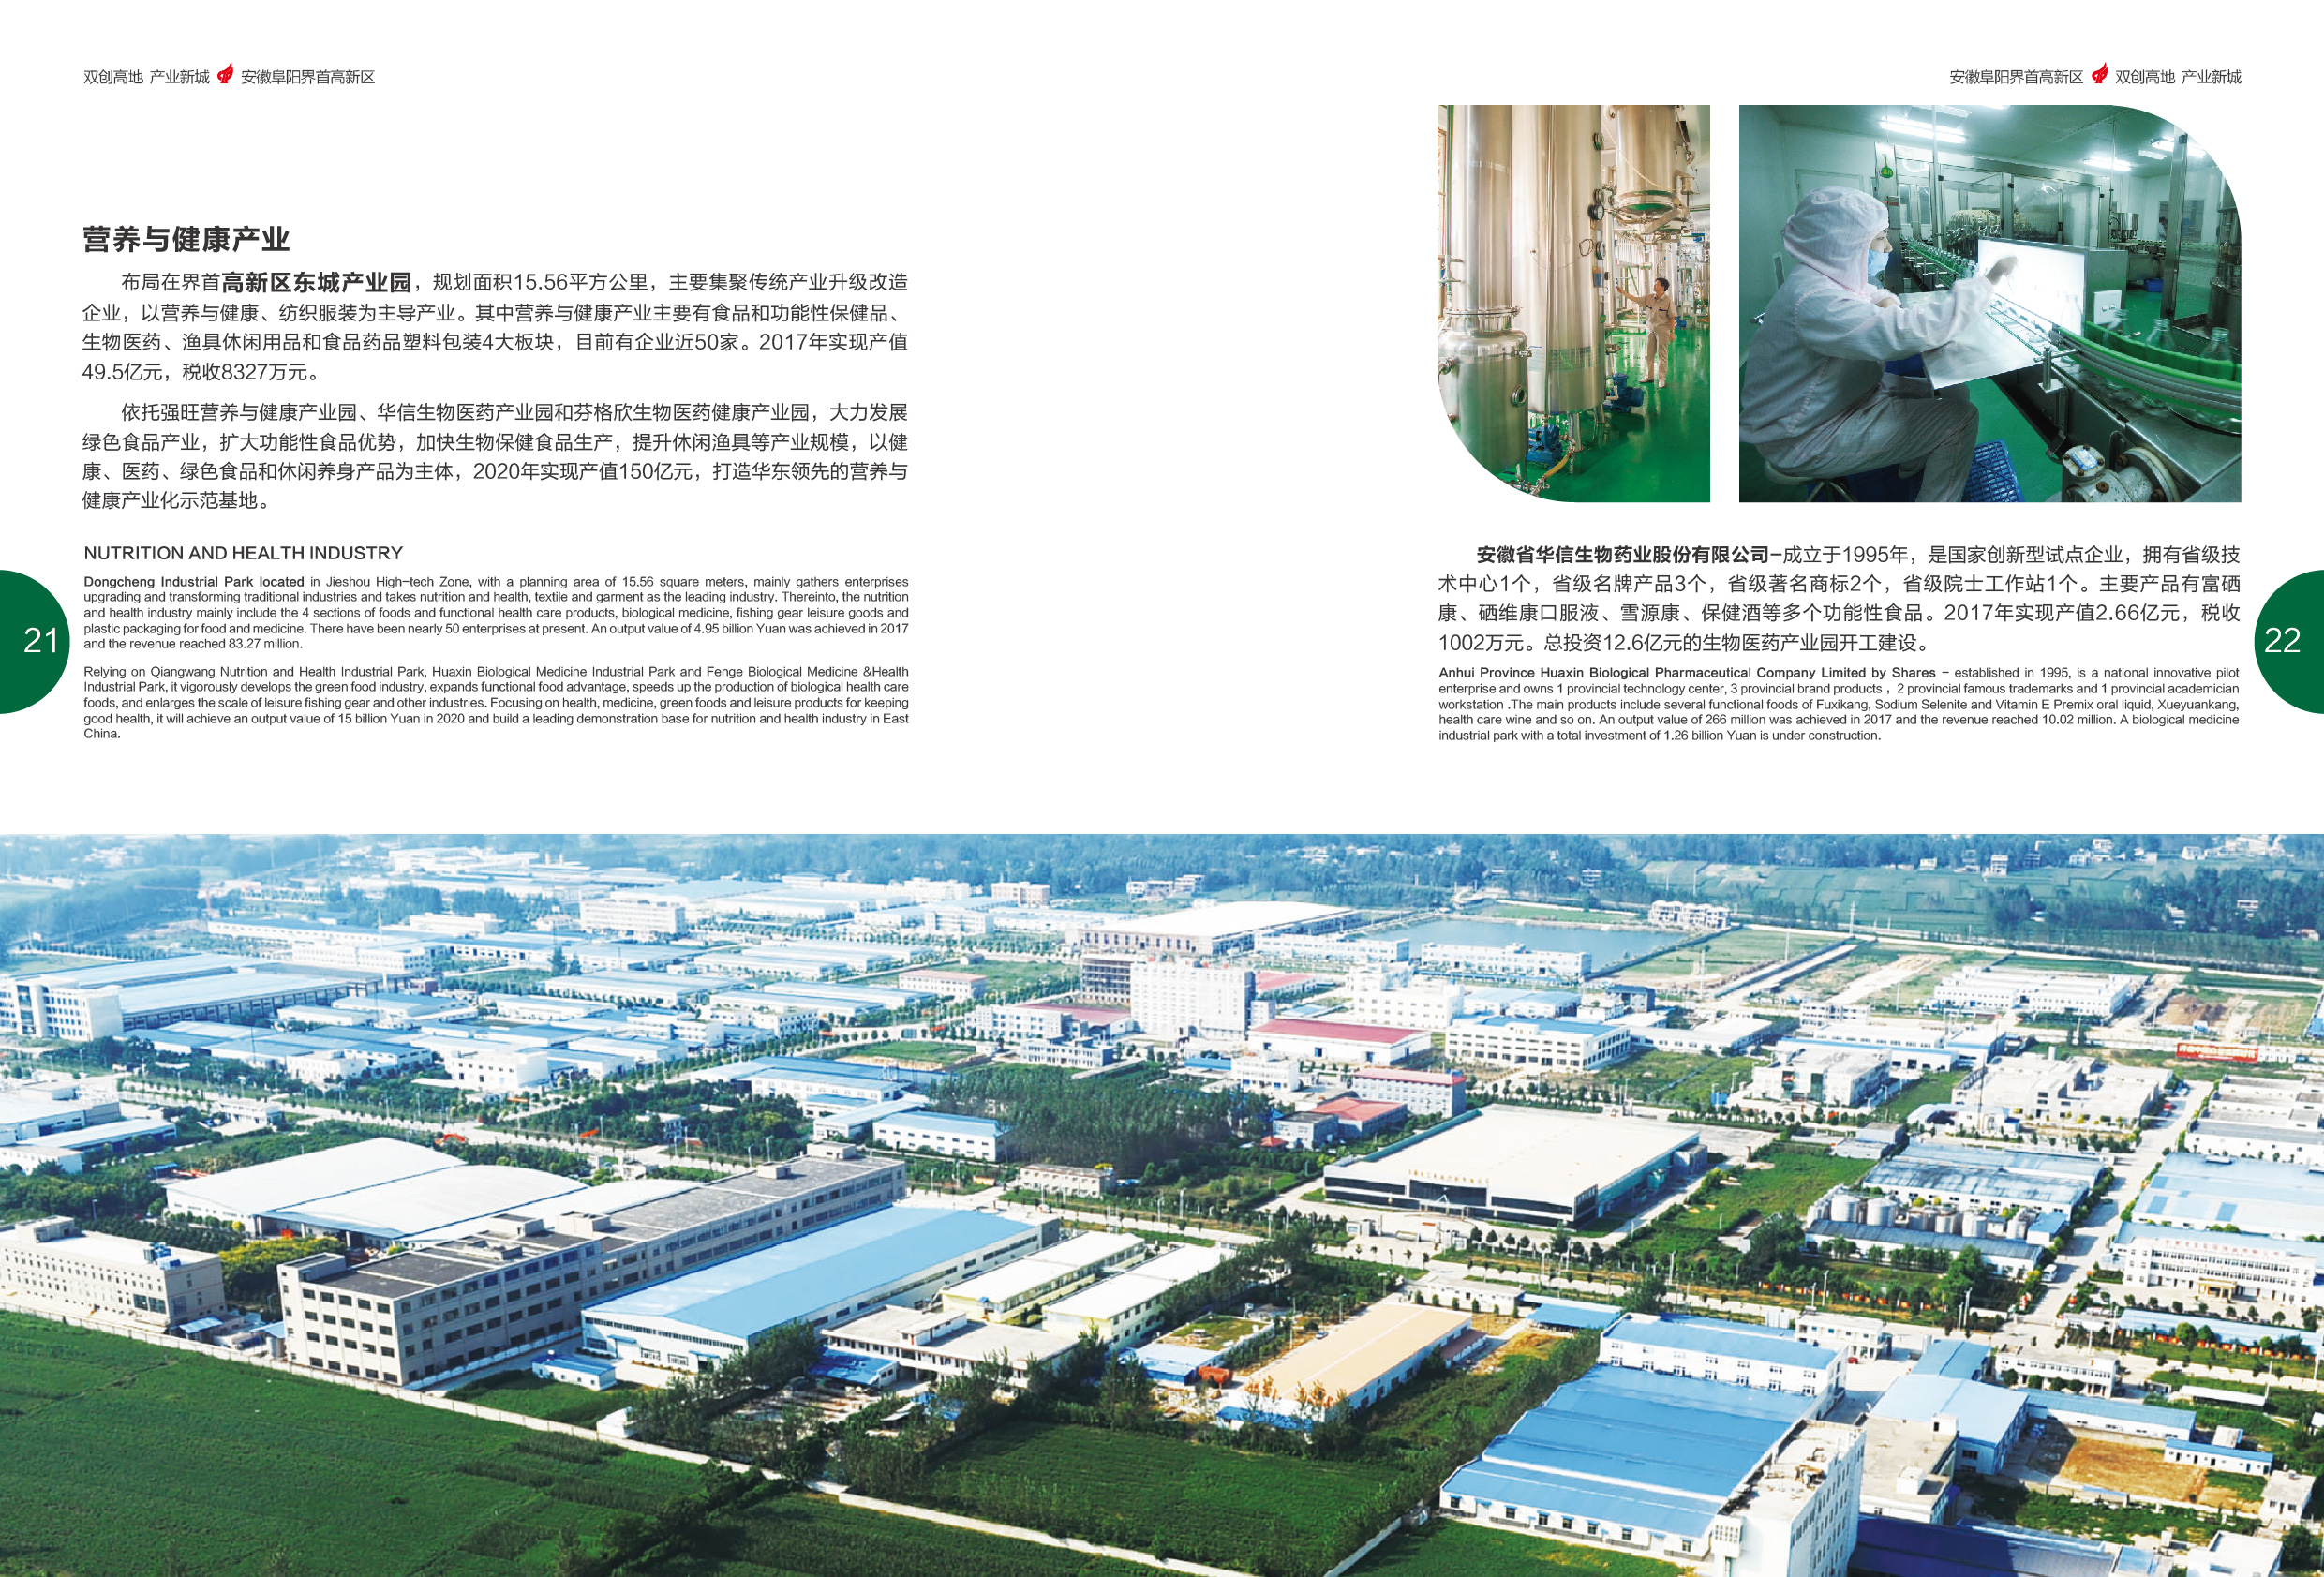 双创高地 产业新城 安徽阜阳界首高新区
安徽阜阳界首高新区 双创高地 产业新城
营养与健康产业
布局在界首高新区东城产业园，规划面积15.56平方公里，主要集聚传统产业升级改造
企业，以营养与健康、纺织服装为主导产业。其中营养与健康产业主要有食品和功能性保健品、
生物医药、渔具休闲用品和食品药品塑料包装4大板块，目前有企业近50家。2017年实现产值
49.5亿元，税收8327万元。
依托强旺营养与健康产业园、华信生物医药产业园和芬格欣生物医药健康产业园，大力发展
绿色食品产业，扩大功能性食品优势，加快生物保健食品生产，提升休闲渔具等产业规模，以健
康、医药、绿色食品和休闲养身产品为主体，2020年实现产值150亿元，打造华东领先的营养与
健康产业化示范基地。
NUTRITION AND HEALTH INDUSTRY
Dongcheng Industrial Park located in Jieshou High-tech Zone, with a planning area of 15.56 square meters, mainly gathers enterprises
upgrading and transforming traditional industries and takes nutrition and health, textile and garment as the leading industry. Thereinto, the nutrition
and health industry mainly include the 4 sections of foods and functional health care products, biological medicine, fishing gear leisure goods and
plastic packaging for food and medicine. There have been nearly 50 enterprises at present. An output value of 4.95 billion Yuan was achieved in 2017
and the revenue reached 83.27 million.
Relying on Qiangwang Nutrition and Health Industrial Park, Huaxin Biological Medicine Industrial Park and Fenge Biological Medicine &Health
Industrial Park, it vigorously develops the green food industry, expands functional food advantage, speeds up the production of biological health care
foods, and enlarges the scale of leisure fishing gear and other industries. Focusing on health, medicine, green foods and leisure products for keeping
good health, it will achieve an output value of 15 billion Yuan in 2020 and build a leading demonstration base for nutrition and health industry in East
China.
21
安徽省华信生物药业股份有限公司-成立于1995年，是国家创新型试点企业，拥有省级技
术中心1个，省级名牌产品3个，省级著名商标2个，省级院士工作站1个。主要产品有富硒
康、硒维康口服液、雪源康、保健酒等多个功能性食品。2017年实现产值2.66亿元，税收
1002万元。总投资12.6亿元的生物医药产业园开工建设。
Anhui Province Huaxin Biological Pharmaceutical Company Limited by Shares - established in 1995, is a national innovative pilot
enterprise and owns 1 provincial technology center, 3 provincial brand products , 2 provincial famous trademarks and 1 provincial academician
workstation .The main products include several functional foods of Fuxikang, Sodium Selenite and Vitamin E Premix oral liquid, Xueyuankang,
health care wine and so on. An output value of 266 million was achieved in 2017 and the revenue reached 10.02 million. A biological medicine
industrial park with a total investment of 1.26 billion Yuan is under construction.
22